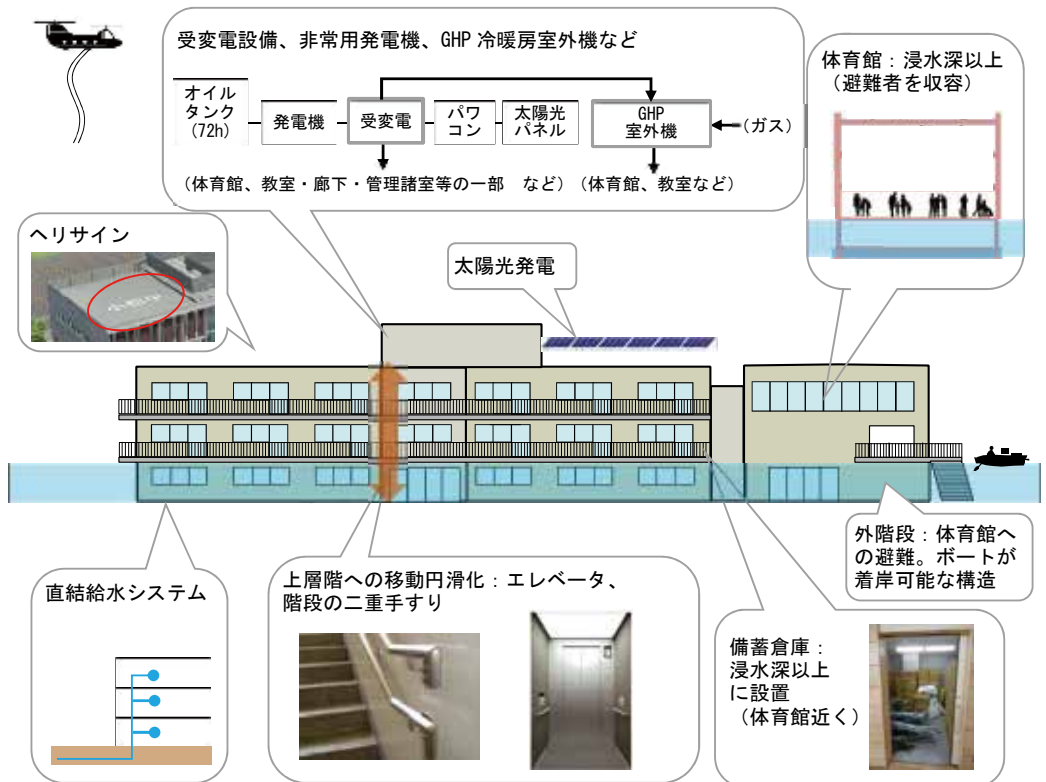 受変電設備、非常用発電機、GHP 冷暖房室外機など
オイル
タンク
(72h)
発電機
受変電
パワ
コン
太陽光
パネル
GHP
室外機
(ガス)
(体育館、教室・廊下・管理諸室等の一部 など)
(体育館、教室など)
体育館：浸水深以上
(避難者を収容)
ヘリサイン
太陽光発電
外階段：体育館へ
の避難。ボートが
着岸可能な構造
直結給水システム
上層階への移動円滑化：エレベータ、
階段の二重手すり
備蓄倉庫：
浸水深以上
に設置
(体育館近く)